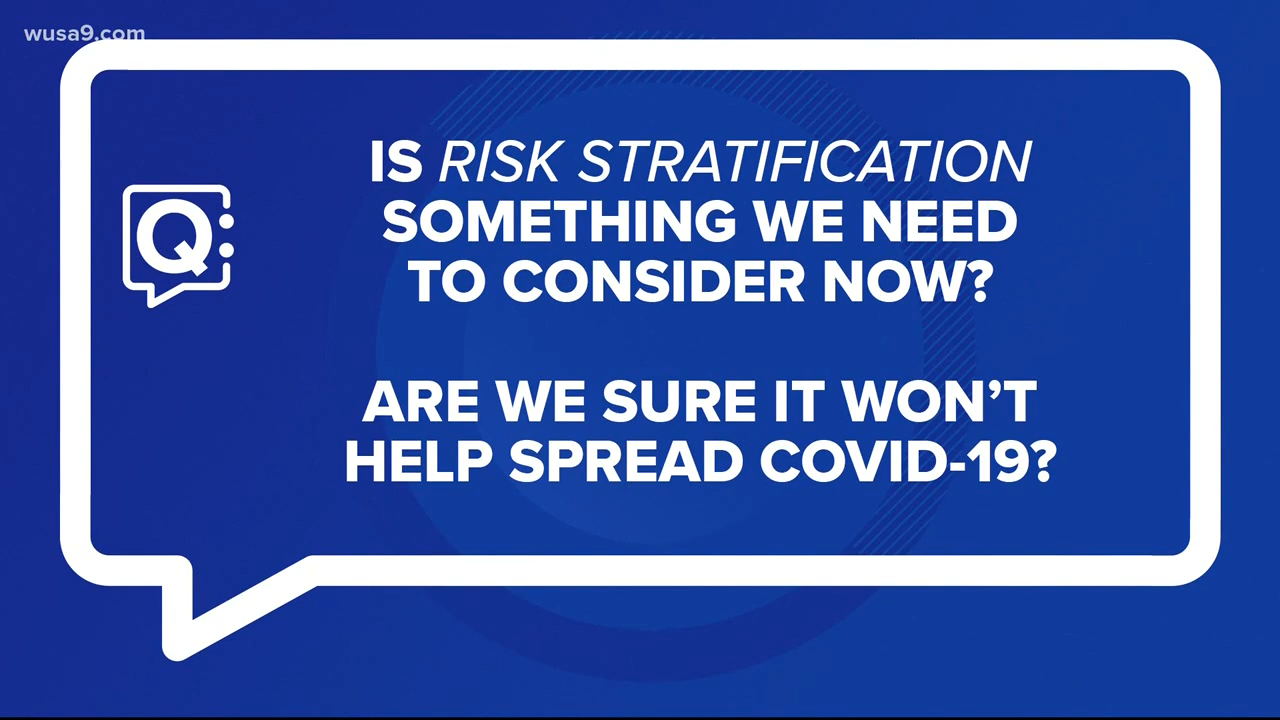 wusa9.com
IS RISK STRATIFICATION
SOMETHING WE NEED
TO CONSIDER NOW?
Q
ARE WE SURE IT WON'T
HELP SPREAD COVID-19?